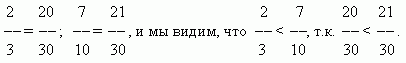 2/3 = 20/30 ; 7/10 = 21/30 , и мы видим, что 2/3 < 7/10 , т.к. 20/30 < 21/30 .